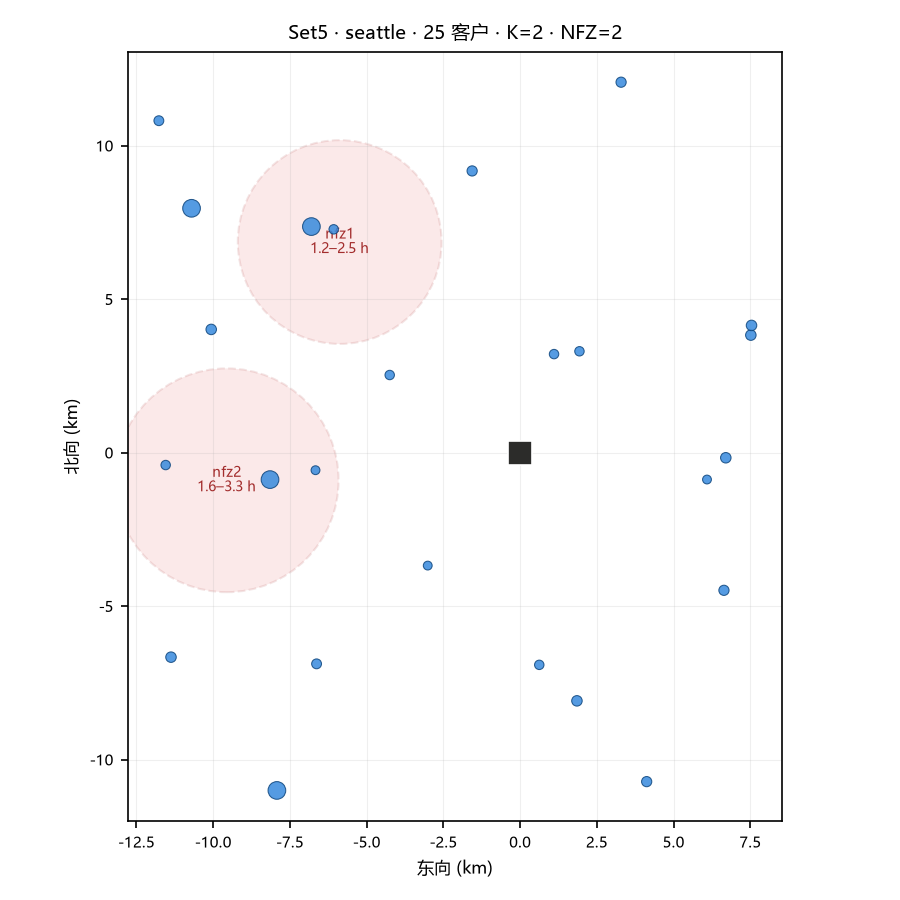 Set5 · seattle · 25 客户 · K=2 · NFZ=2
10
5
0
-5
-10
北向 (km)
nfz1
1.2–2.5 h
nfz2
1.6–3.3 h
-12.5 -10.0 -7.5 -5.0 -2.5 0.0 2.5 5.0 7.5
东向 (km)